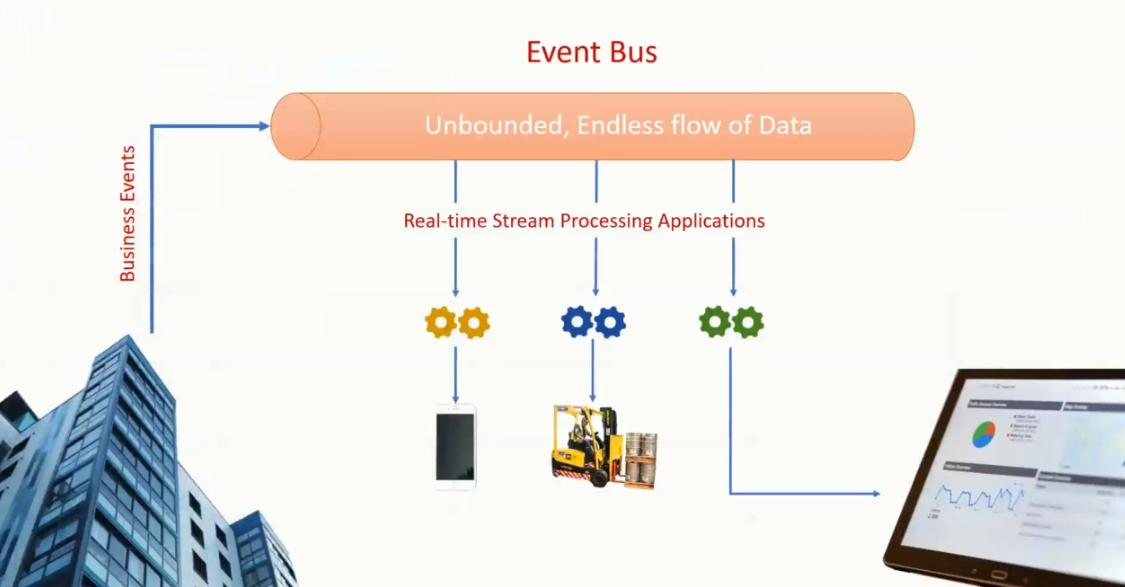 Event Bus
Unbounded, Endless flow of Data
Business Events
Real-time Stream Processing Applications